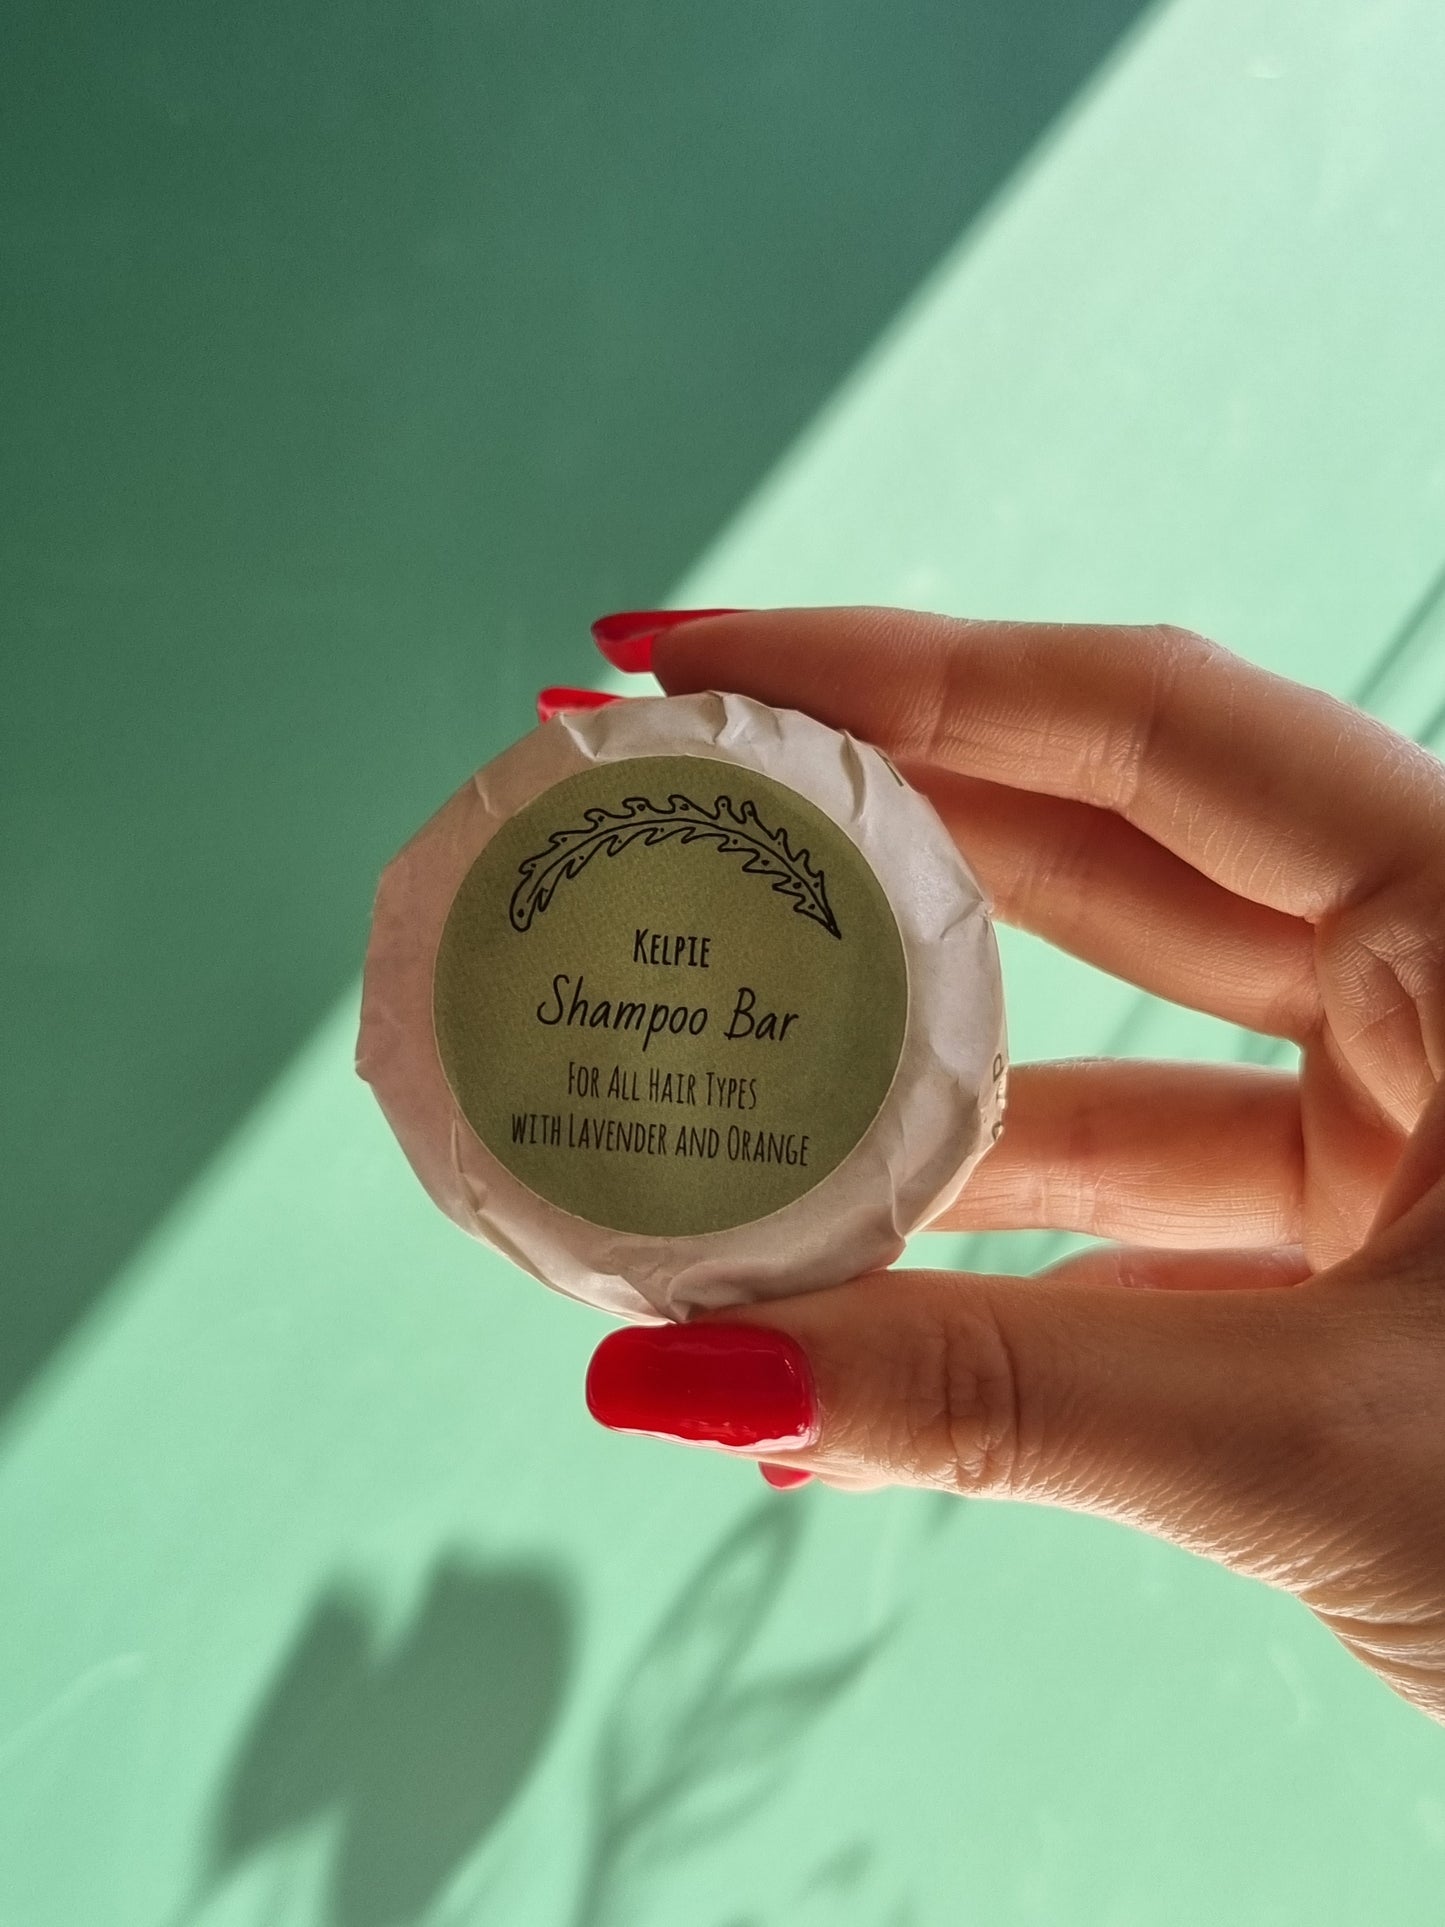 KELPIE
Shampoo Bar
FOR ALL HAIR TYPES
WITH LAVENDER AND ORANGE